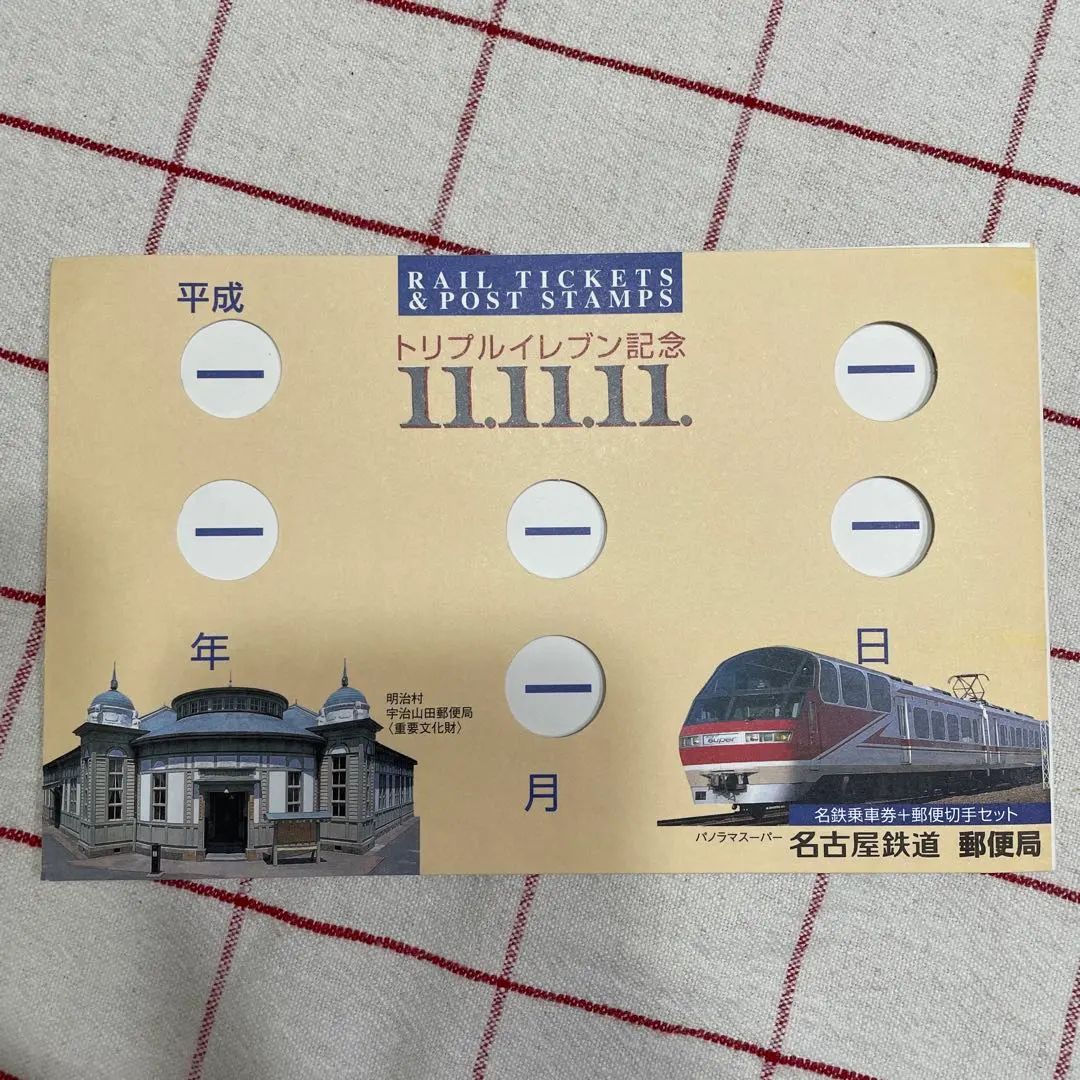 RAIL TICKETS
& POST STAMPS
トリプルイレブン記念
11.11.11.
平成
一
一
年
一
一
月
一
一
日
明治村
宇治山田郵便局
〈重要文化財〉
super
名鉄乗車券+郵便切手セット
パノラマスーパー
名古屋鉄道 郵便局